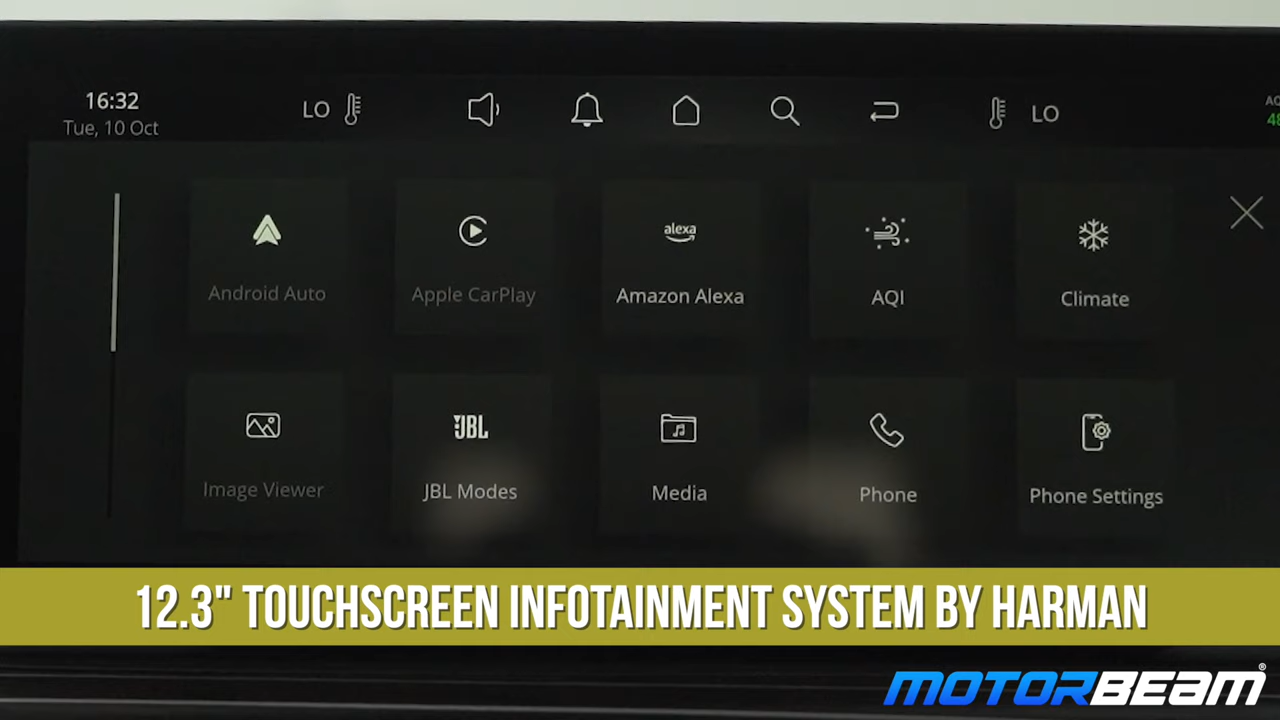 16:32
Tue, 10 Oct
LO
LO
48
alexa
Android Auto
Apple CarPlay
Amazon Alexa
AQI
Climate
JBL
Image Viewer
JBL Modes
Media
Phone
Phone Settings
12.3" TOUCHSCREEN INFOTAINMENT SYSTEM BY HARMAN
MOTORBEAM®